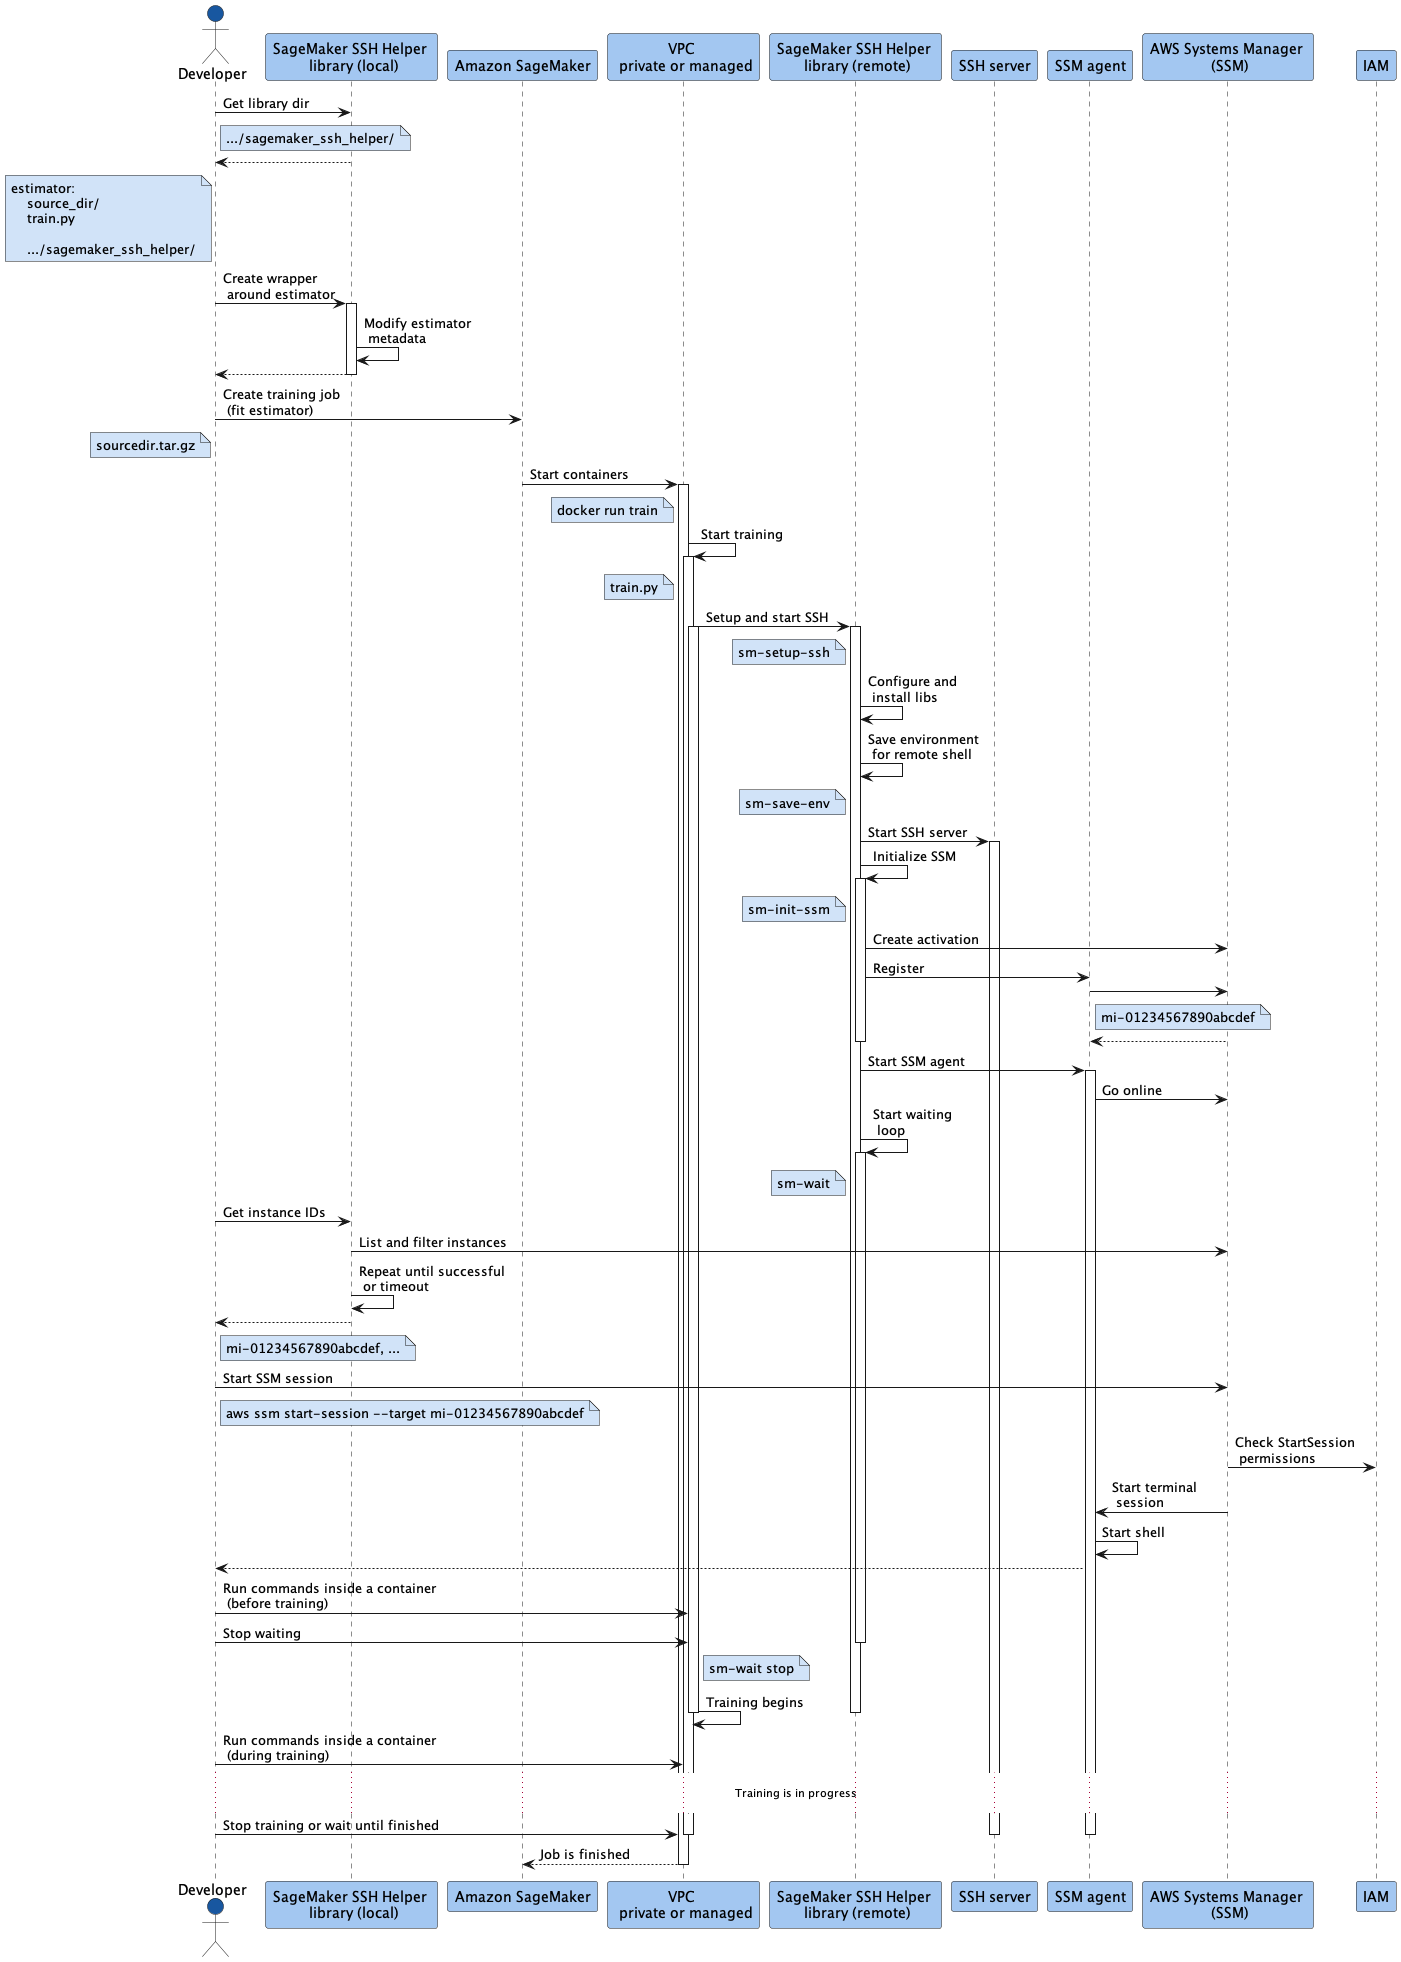 Developer
SageMaker SSH Helper
library (local)
Amazon SageMaker
VPC
private or managed
SageMaker SSH Helper
library (remote)
SSH server
SSM agent
AWS Systems Manager
(SSM)
IAM
Get library dir
.../sagemaker_ssh_helper/
estimator:
source_dir/
train.py
.../sagemaker_ssh_helper/
Create wrapper
around estimator
Modify estimator
metadata
Create training job
(fit estimator)
sourcedir.tar.gz
Start containers
docker run train
Start training
train.py
Setup and start SSH
sm-setup-ssh
Configure and
install libs
Save environment
for remote shell
sm-save-env
Start SSH server
Initialize SSM
sm-init-ssm
Create activation
Register
mi-01234567890abcdef
Start SSM agent
Go online
Start waiting
loop
sm-wait
Get instance IDs
List and filter instances
Repeat until successful
or timeout
mi-01234567890abcdef, ...
Start SSM session
aws ssm start-session --target mi-01234567890abcdef
Check StartSession
permissions
Start terminal
session
Start shell
Run commands inside a container
(before training)
Stop waiting
sm-wait stop
Training begins
Run commands inside a container
(during training)
Training is in progress
Stop training or wait until finished
Job is finished
Developer
SageMaker SSH Helper
library (local)
Amazon SageMaker
VPC
private or managed
SageMaker SSH Helper
library (remote)
SSH server
SSM agent
AWS Systems Manager
(SSM)
IAM